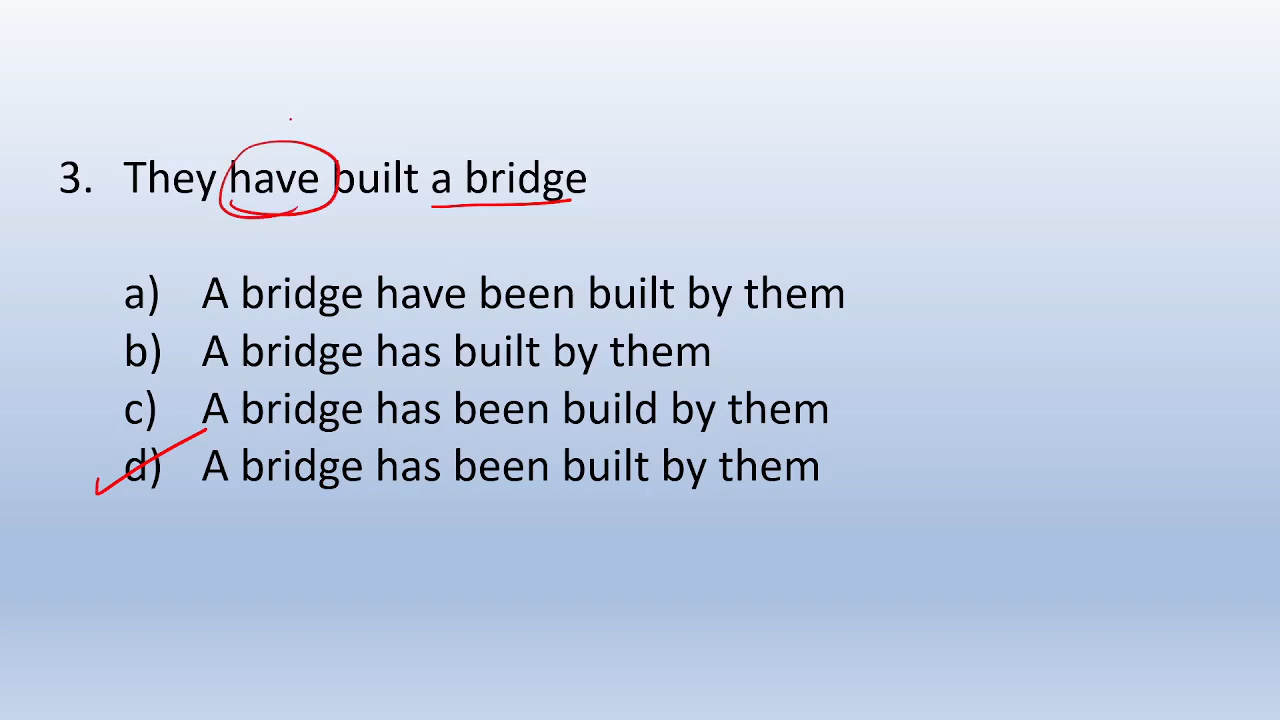 3. They have built a bridge
a) A bridge have been built by them
b) A bridge has built by them
c) A bridge has been build by them
d) A bridge has been built by them